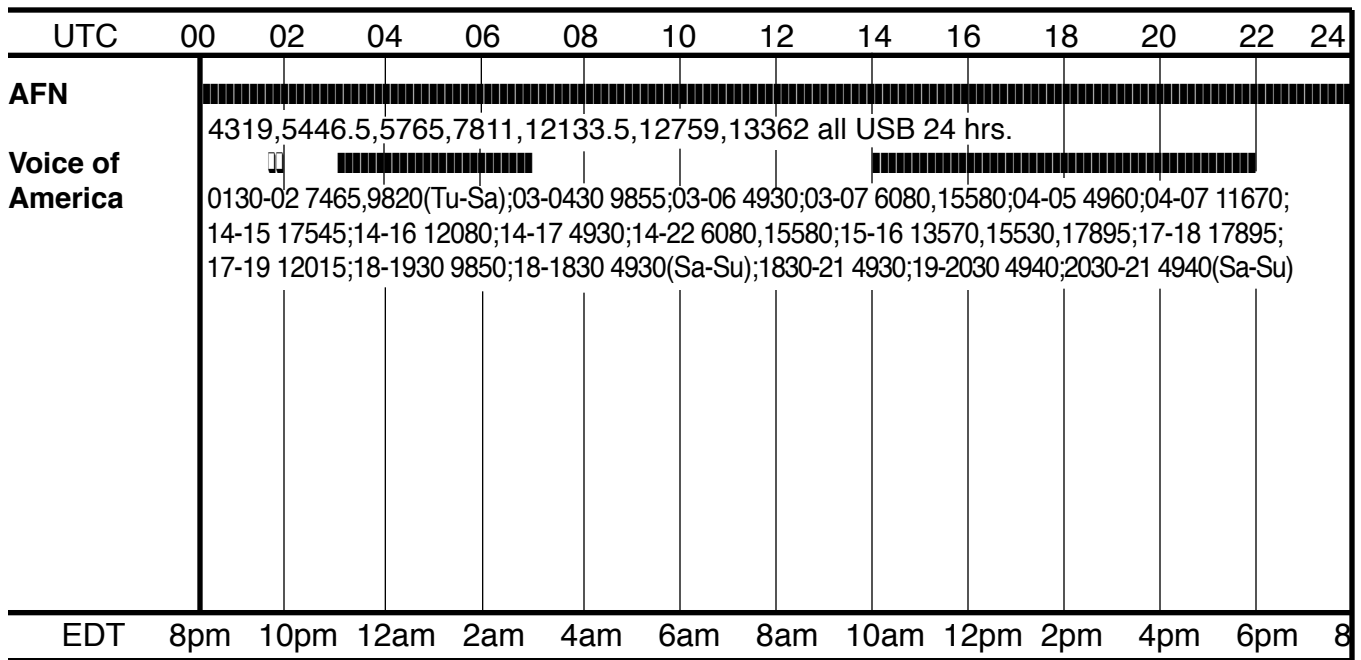 UTC 00 02 04 06 08 10 12 14 16 18 20 22 24
AFN
4319,5446.5,5765,7811,12133.5,12759,13362 all USB 24 hrs.
Voice of
America
0130-02 7465,9820(Tu-Sa);03-0430 9855;03-06 4930;03-07 6080,15580;04-05 4960;04-07 11670;
14-15 17545;14-16 12080;14-17 4930;14-22 6080,15580;15-16 13570,15530,17895;17-18 17895;
17-19 12015;18-1930 9850;18-1830 4930(Sa-Su);1830-21 4930;19-2030 4940;2030-21 4940(Sa-Su)
EDT 8pm 10pm 12am 2am 4am 6am 8am 10am 12pm 2pm 4pm 6pm 8